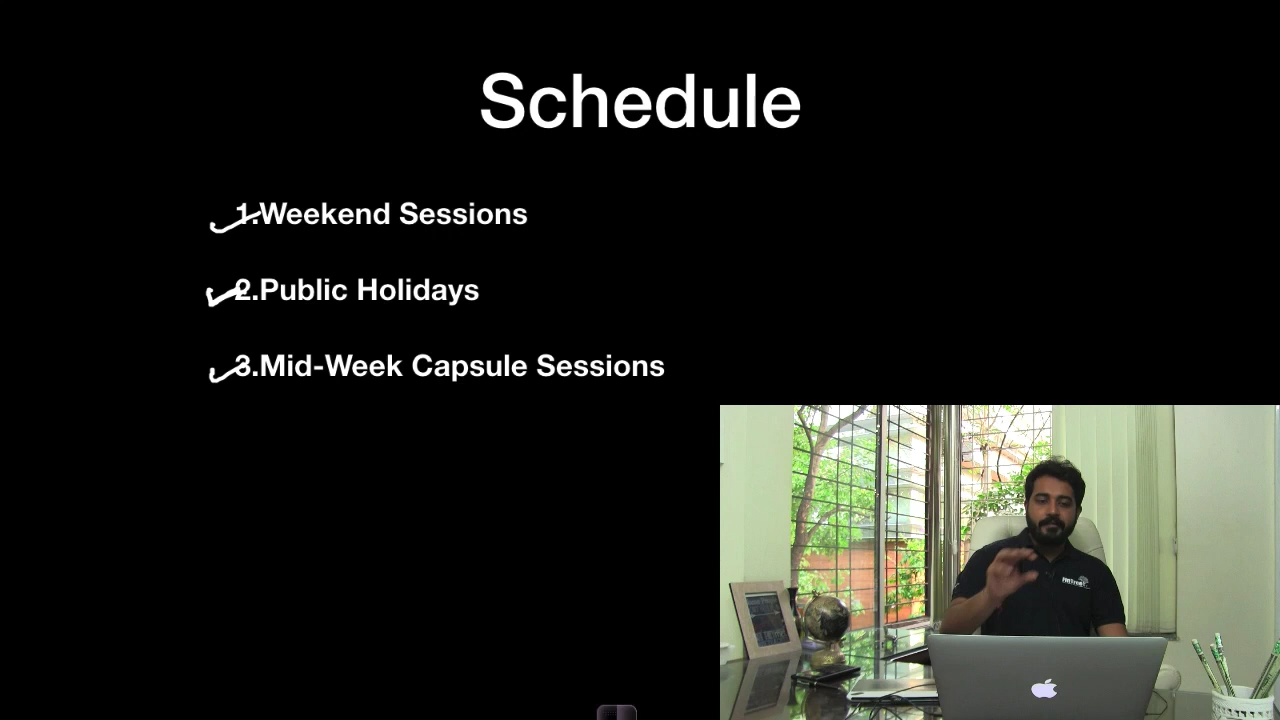 Schedule
1.Weekend Sessions
2.Public Holidays
3.Mid-Week Capsule Sessions